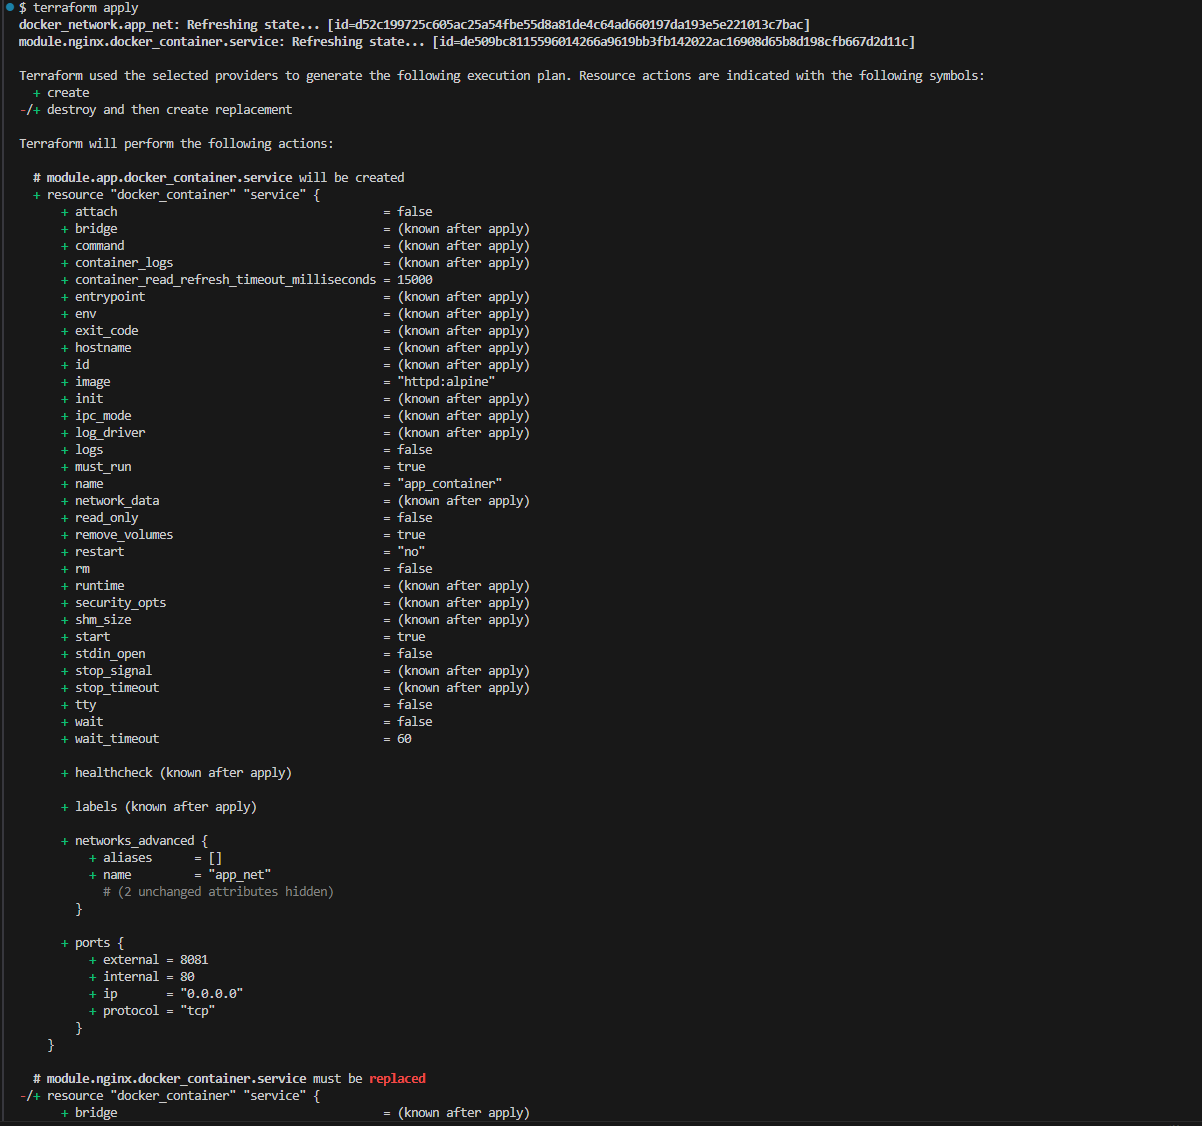 $ terraform apply
docker_network.app_net: Refreshing state... [id=d52c199725c605ac25a54fbe55d8a81de4c64ad660197da193e5e221013c7bac]
module.nginx.docker_container.service: Refreshing state... [id=de509bc8115596014266a9619bb3fb142022ac16908d65b8d198cfb667d2d11c]
Terraform used the selected providers to generate the following execution plan. Resource actions are indicated with the following symbols:
+ create
-/+ destroy and then create replacement
Terraform will perform the following actions:
# module.app.docker_container.service will be created
+ resource "docker_container" "service" {
+ attach = false
+ bridge = (known after apply)
+ command = (known after apply)
+ container_logs = (known after apply)
+ container_read_refresh_timeout_milliseconds = 15000
+ entrypoint = (known after apply)
+ env = (known after apply)
+ exit_code = (known after apply)
+ hostname = (known after apply)
+ id = (known after apply)
+ image = "httpd:alpine"
+ init = (known after apply)
+ ipc_mode = (known after apply)
+ log_driver = (known after apply)
+ logs = false
+ must_run = true
+ name = "app_container"
+ network_data = (known after apply)
+ read_only = false
+ remove_volumes = true
+ restart = "no"
+ rm = false
+ runtime = (known after apply)
+ security_opts = (known after apply)
+ shm_size = (known after apply)
+ start = true
+ stdin_open = false
+ stop_signal = (known after apply)
+ stop_timeout = (known after apply)
+ tty = false
+ wait = false
+ wait_timeout = 60
+ healthcheck (known after apply)
+ labels (known after apply)
+ networks_advanced {
+ aliases = []
+ name = "app_net"
# (2 unchanged attributes hidden)
}
+ ports {
+ external = 8081
+ internal = 80
+ ip = "0.0.0.0"
+ protocol = "tcp"
}
}
# module.nginx.docker_container.service must be replaced
-/+ resource "docker_container" "service" {
+ bridge = (known after apply)